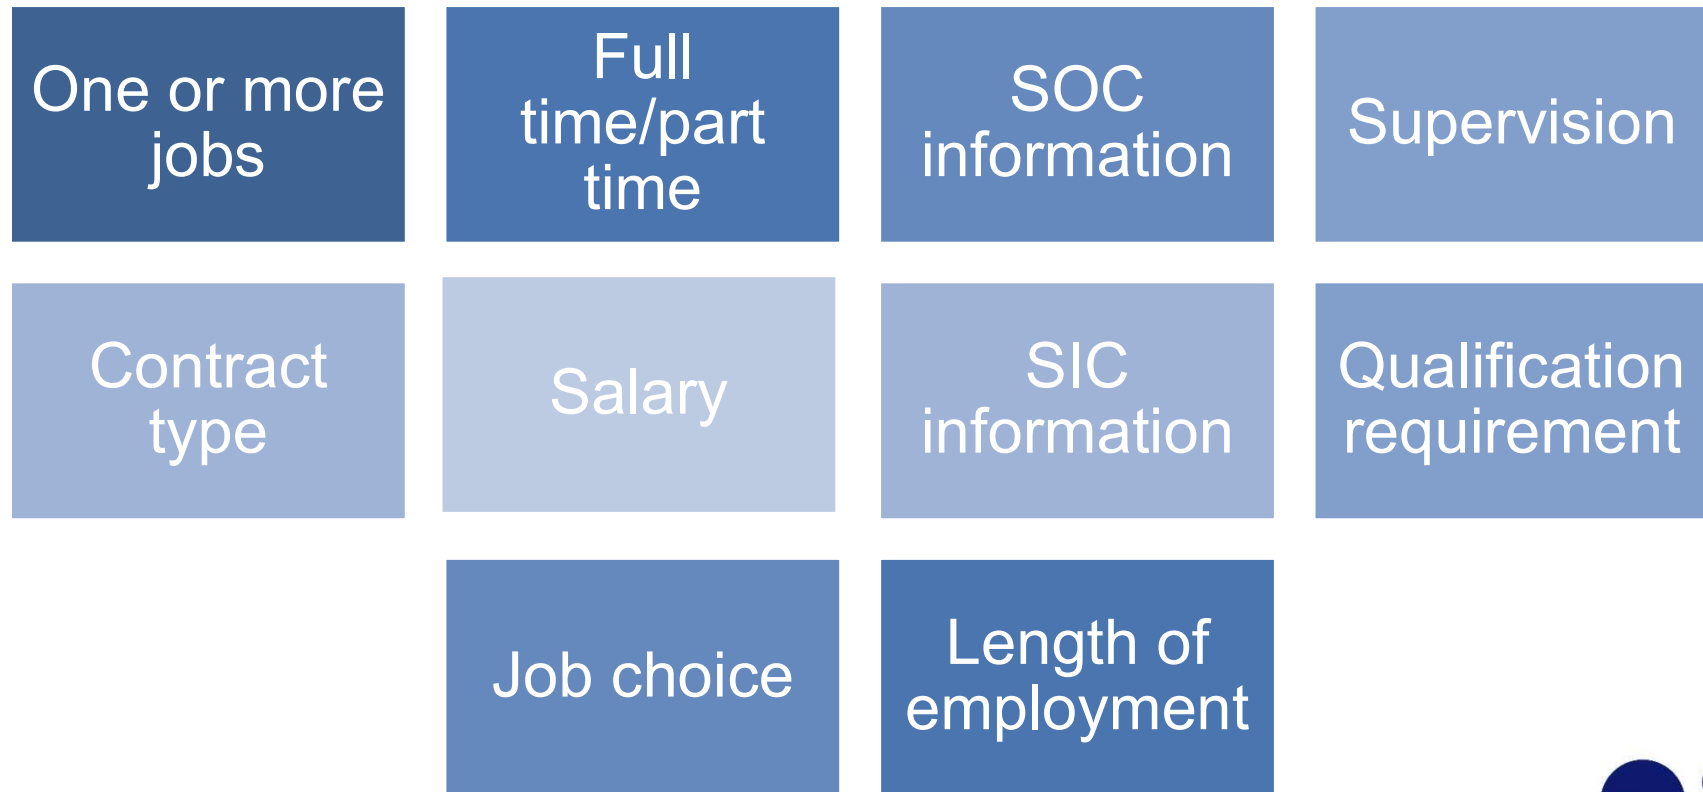 One or more
jobs
Full
time/part
time
SOC
information
Supervision
Contract
type
Salary
SIC
information
Qualification
requirement
Job choice
Length of
employment